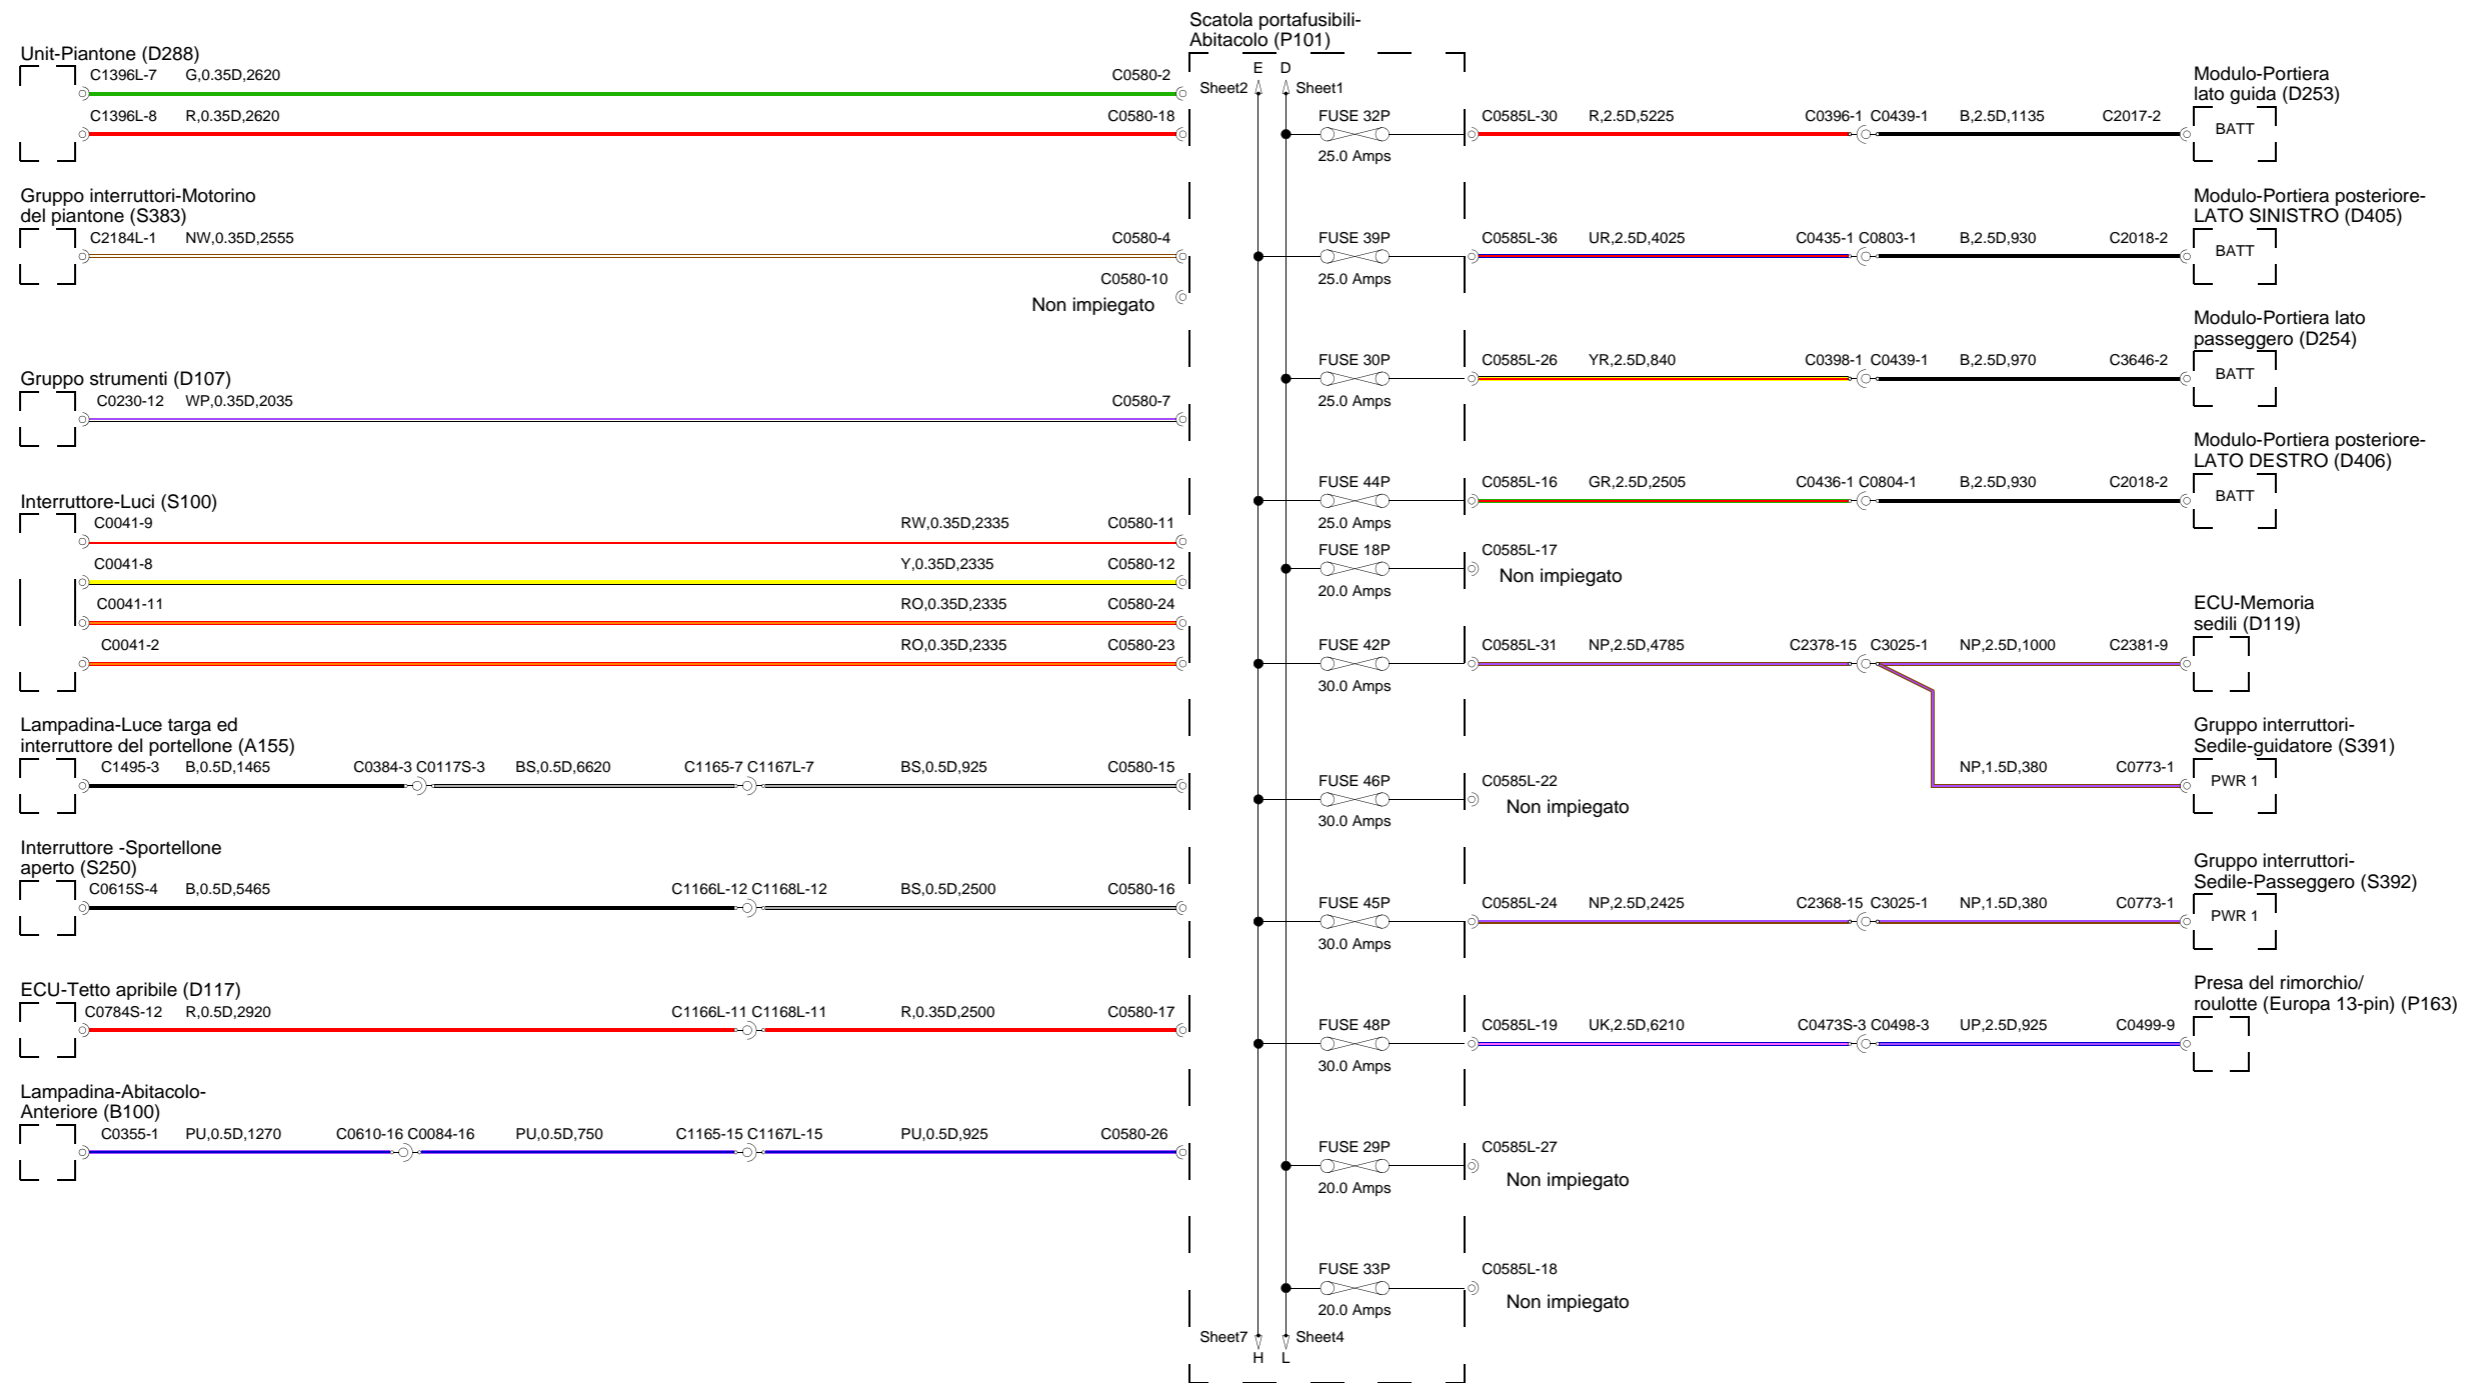 Unit-Piantone (D288)
C1396L-7 G,0.35D,2620 C0580-2
C1396L-8 R,0.35D,2620 C0580-18
Gruppo interruttori-Motorino
del piantone (S383)
C2184L-1 NW,0.35D,2555 C0580-4
C0580-10
Non impiegato
Gruppo strumenti (D107)
C0230-12 WP,0.35D,2035 C0580-7
Interruttore-Luci (S100)
C0041-9 RW,0.35D,2335 C0580-11
C0041-8 Y,0.35D,2335 C0580-12
C0041-11 RO,0.35D,2335 C0580-24
C0041-2 RO,0.35D,2335 C0580-23
Lampadina-Luce targa ed
interruttore del portellone (A155)
C1495-3 B,0.5D,1465 C0384-3 C0117S-3 BS,0.5D,6620 C1165-7 C1167L-7 BS,0.5D,925 C0580-15
Interruttore -Sportellone
aperto (S250)
C0615S-4 B,0.5D,5465 C1166L-12 C1168L-12 BS,0.5D,2500 C0580-16
ECU-Tetto apribile (D117)
C0784S-12 R,0.5D,2920 C1166L-11 C1168L-11 R,0.35D,2500 C0580-17
Lampadina-Abitacolo-
Anteriore (B100)
C0355-1 PU,0.5D,1270 C0610-16 C0084-16 PU,0.5D,750 C1165-15 C1167L-15 PU,0.5D,925 C0580-26
Scatola portafusibili-
Abitacolo (P101)
E D
Sheet2 Sheet1
FUSE 32P
25.0 Amps
FUSE 39P
25.0 Amps
FUSE 30P
25.0 Amps
FUSE 44P
25.0 Amps
FUSE 18P
20.0 Amps
FUSE 42P
30.0 Amps
FUSE 46P
30.0 Amps
FUSE 45P
30.0 Amps
FUSE 48P
30.0 Amps
FUSE 29P
20.0 Amps
FUSE 33P
20.0 Amps
Sheet7 Sheet4
H L
Modulo-Portiera
lato guida (D253)
C0585L-30 R,2.5D,5225 C0396-1 C0439-1 B,2.5D,1135 C2017-2 BATT
Modulo-Portiera posteriore-
LATO SINISTRO (D405)
C0585L-36 UR,2.5D,4025 C0435-1 C0803-1 B,2.5D,930 C2018-2 BATT
Modulo-Portiera lato
passeggero (D254)
C0585L-26 YR,2.5D,840 C0398-1 C0439-1 B,2.5D,970 C3646-2 BATT
Modulo-Portiera posteriore-
LATO DESTRO (D406)
C0585L-16 GR,2.5D,2505 C0436-1 C0804-1 B,2.5D,930 C2018-2 BATT
C0585L-17
Non impiegato
ECU-Memoria
sedili (D119)
C0585L-31 NP,2.5D,4785 C2378-15 C3025-1 NP,2.5D,1000 C2381-9
Gruppo interruttori-
Sedile-guidatore (S391)
NP,1.5D,380 C0773-1 PWR 1
C0585L-22
Non impiegato
Gruppo interruttori-
Sedile-Passeggero (S392)
C0585L-24 NP,2.5D,2425 C2368-15 C3025-1 NP,1.5D,380 C0773-1 PWR 1
Presa del rimorchio/
roulotte (Europa 13-pin) (P163)
C0585L-19 UK,2.5D,6210 C0473S-3 C0498-3 UP,2.5D,925 C0499-9
C0585L-27
Non impiegato
C0585L-18
Non impiegato